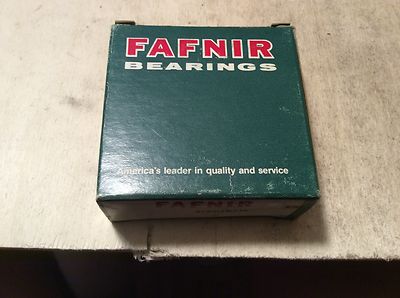 FAFNIR
BEARINGS
America's leader in quality and service
FAFNIR